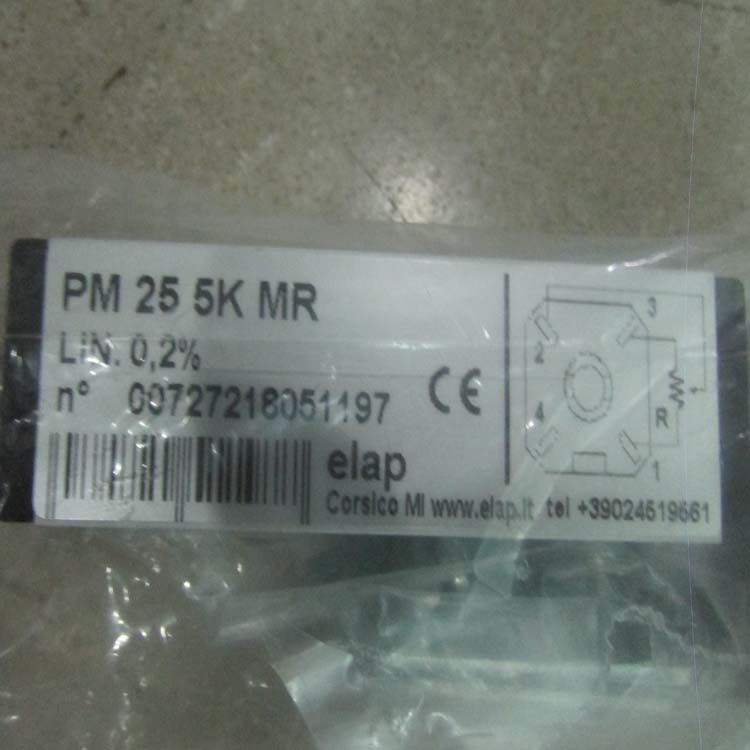 PM 25 5K MR
LIN. 0,2%
n° 00727218051197
CE
elap
Corsico MI www.elap.it tel +39024519561
3
2
4
R
1